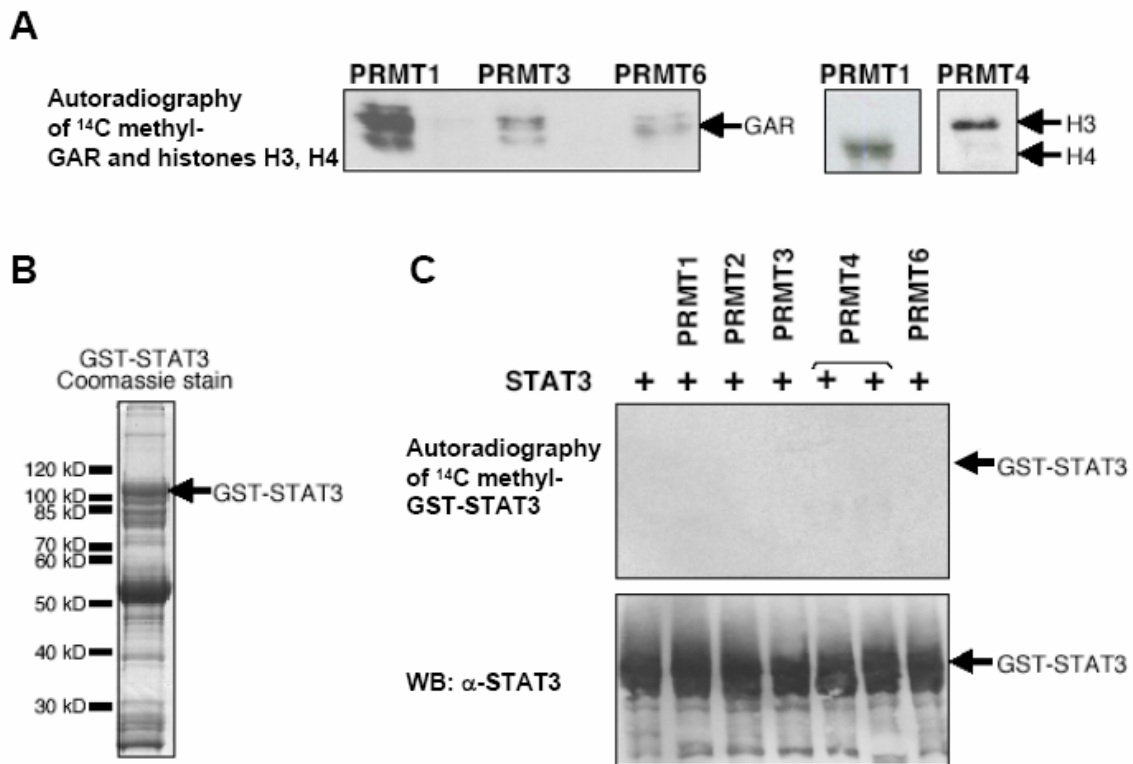 A
PRMT1 PRMT3 PRMT6 PRMT1 PRMT4
Autoradiography
of ¹⁴C methyl-
GAR and histones H3, H4
GAR
H3
H4
B
GST-STAT3
Coomassie stain
120 kD
100 kD
85 kD
70 kD
60 kD
50 kD
40 kD
30 kD
GST-STAT3
C
PRMT1 PRMT2 PRMT3 PRMT4 PRMT6
STAT3 + + + + + + +
Autoradiography
of ¹⁴C methyl-
GST-STAT3
GST-STAT3
WB: α-STAT3
GST-STAT3